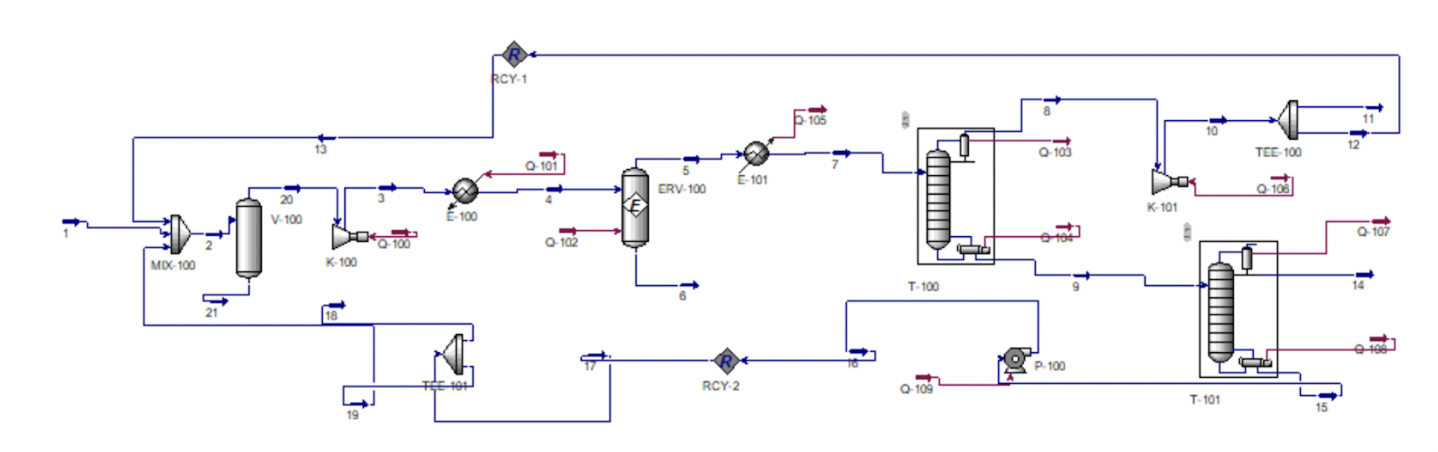 RCY-1
Q-105
8
11
10
13
Q-103
TEE-100
12
Q-101
5
7
20
3
ERV-100
E-101
4
Q-106
1
V-100
E-100
K-101
2
Q-100
Q-102
Q-104
Q-107
MIX-100
K-100
6
T-100
9
14
21
18
16
Q-108
17
P-100
TEE-101
RCY-2
Q-109
T-101
15
19